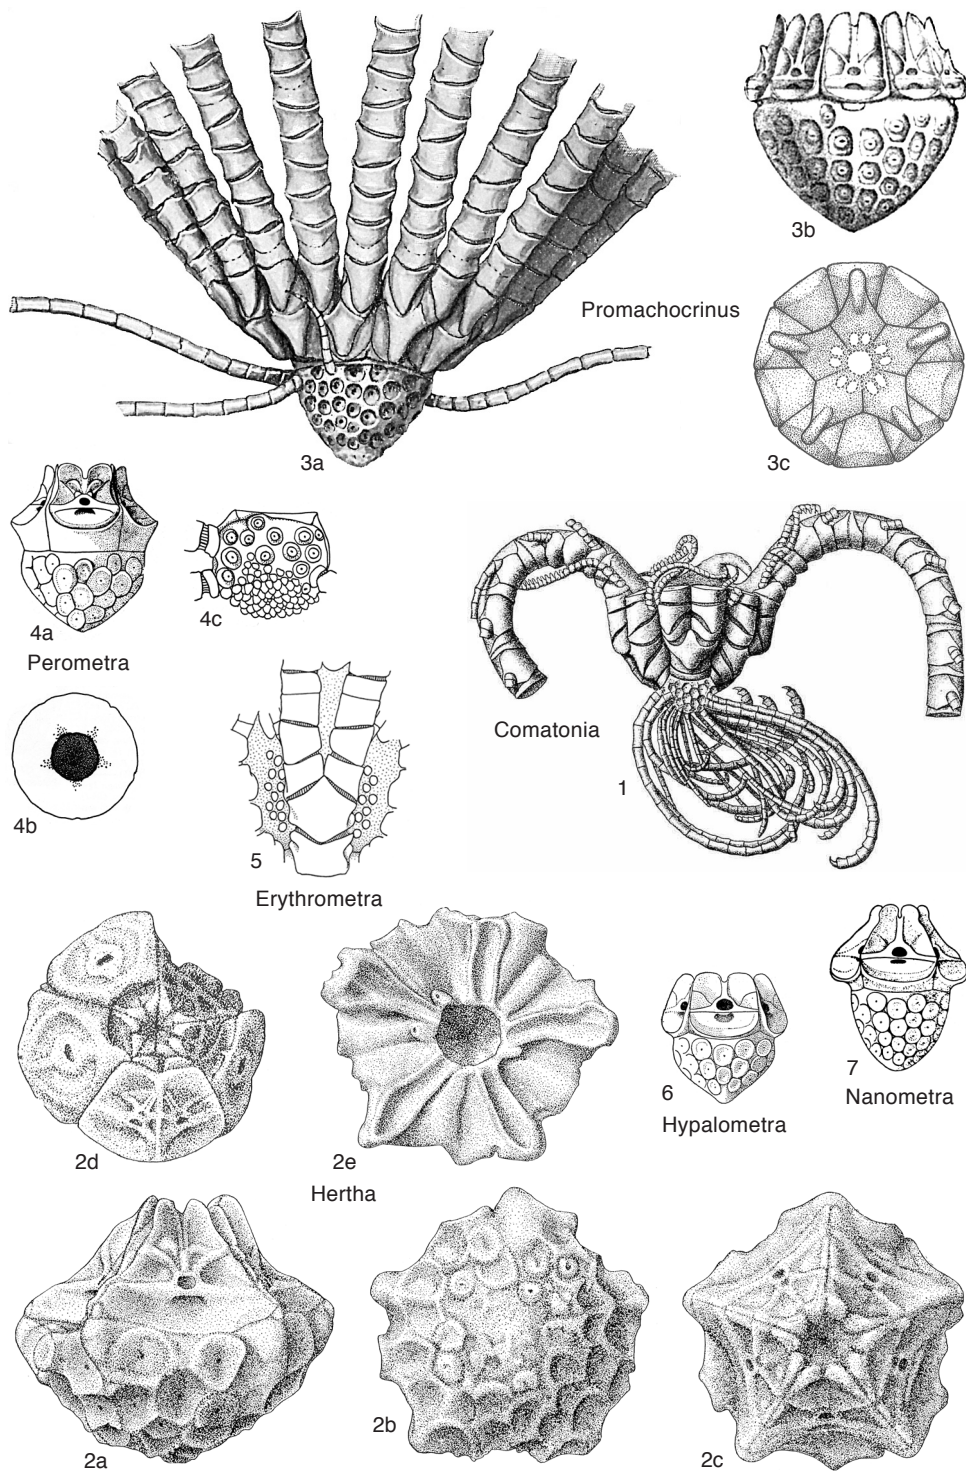 3b
Promachocrinus
3a
3c
4a
4c
Perometra
Comatonia
4b
1
5
Erythrometra
6
7
Hypalometra
Nanometra
2d
2e
Hertha
2a
2b
2c